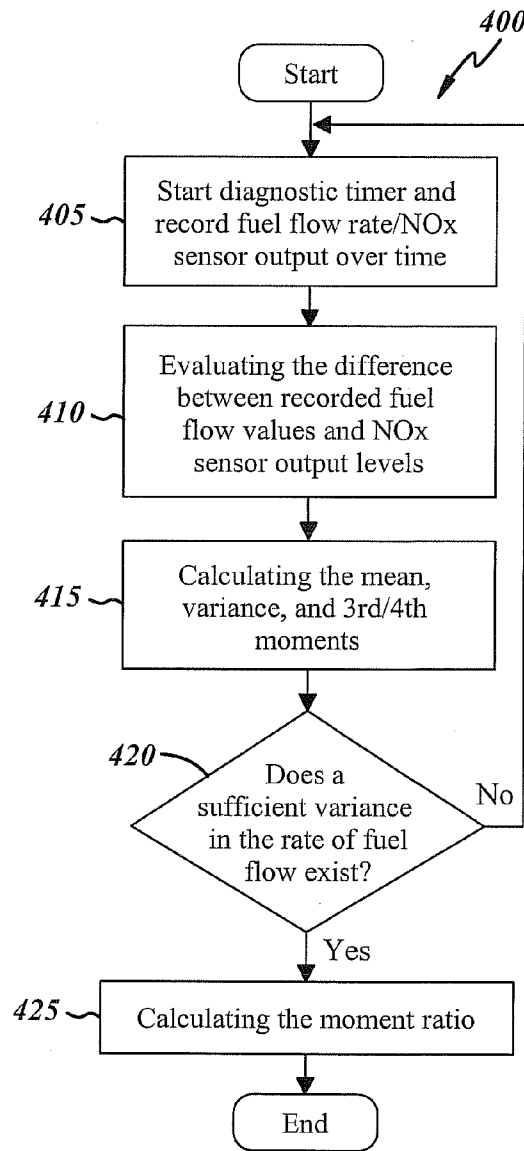 400
Start
405
Start diagnostic timer and
record fuel flow rate/NOx
sensor output over time
410
Evaluating the difference
between recorded fuel
flow values and NOx
sensor output levels
415
Calculating the mean,
variance, and 3rd/4th
moments
420
Does a
sufficient variance
in the rate of fuel
flow exist?
No
Yes
425
Calculating the moment ratio
End